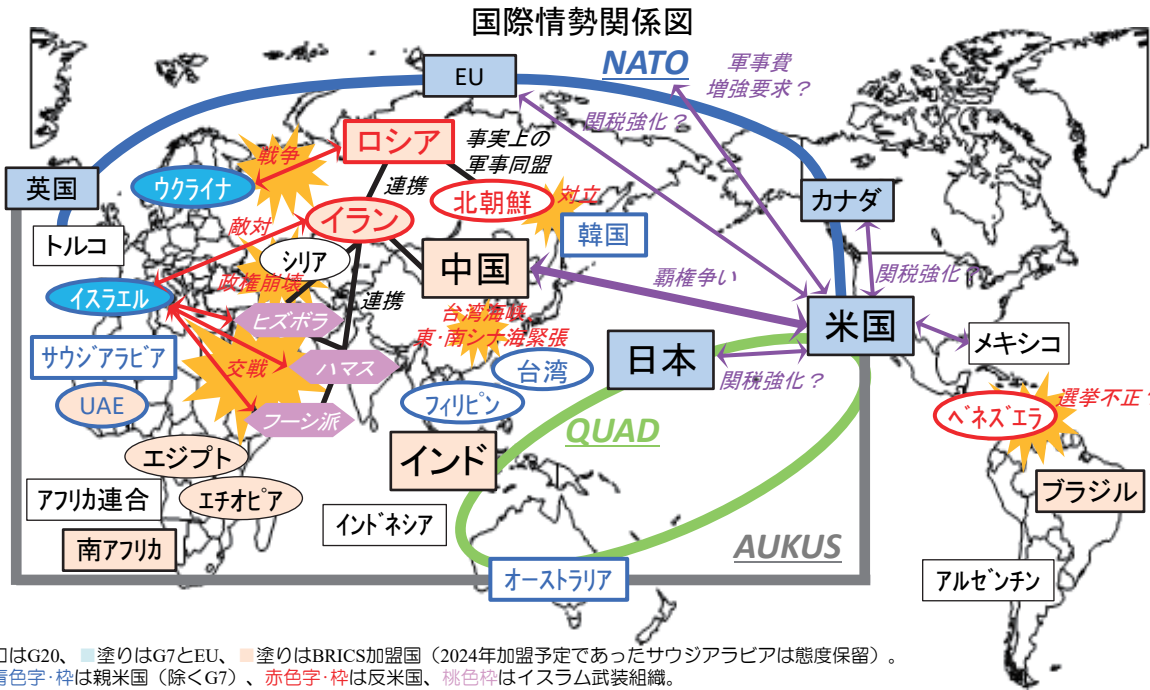 国際情勢関係図
EU
NATO
軍事費
増強要求？
関税強化？
ロシア
事実上の
軍事同盟
戦争
英国
ウクライナ
連携
北朝鮮
対立
カナダ
イラン
韓国
トルコ
敵対
シリア
中国
覇権争い
関税強化？
政権崩壊
イスラエル
連携
ヒズボラ
台湾海峡、
東・南シナ海緊張
米国
日本
メキシコ
サウジアラビア
交戦
ハマス
台湾
関税強化？
UAE
フーシ派
フィリピン
ベネズエラ
選挙不正？
QUAD
エジプト
インド
アフリカ連合
エチオピア
ブラジル
インドネシア
南アフリカ
AUKUS
オーストラリア
アルゼンチン
口はG20、■塗りはG7とEU、■塗りはBRICS加盟国（2024年加盟予定であったサウジアラビアは態度保留）。
青色字・枠は親米国（除くG7）、赤色字・枠は反米国、桃色枠はイスラム武装組織。